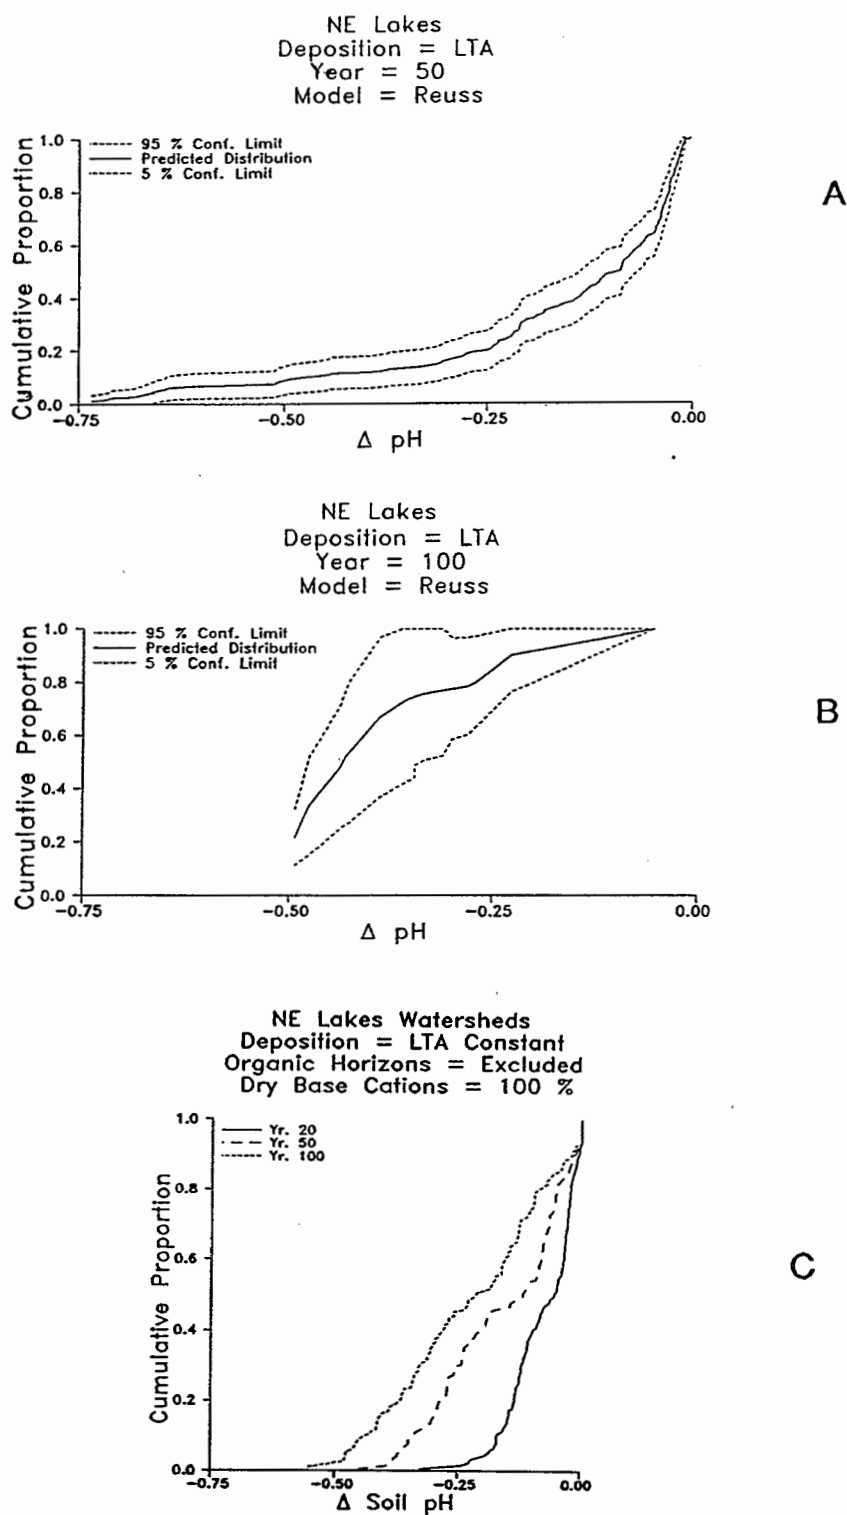 NE Lakes
Deposition = LTA
Year = 50
Model = Reuss
95 % Conf. Limit
Predicted Distribution
5 % Conf. Limit
1.0
0.8
0.6
0.4
0.2
0.0
Cumulative Proportion
-0.75
-0.50
-0.25
0.00
Δ pH
A
NE Lakes
Deposition = LTA
Year = 100
Model = Reuss
95 % Conf. Limit
Predicted Distribution
5 % Conf. Limit
1.0
0.8
0.6
0.4
0.2
0.0
Cumulative Proportion
-0.75
-0.50
-0.25
0.00
Δ pH
B
NE Lakes Watersheds
Deposition = LTA Constant
Organic Horizons = Excluded
Dry Base Cations = 100 %
Yr. 20
Yr. 50
Yr. 100
1.0
0.8
0.6
0.4
0.2
0.0
Cumulative Proportion
-0.75
-0.50
-0.25
0.00
Δ Soil pH
C